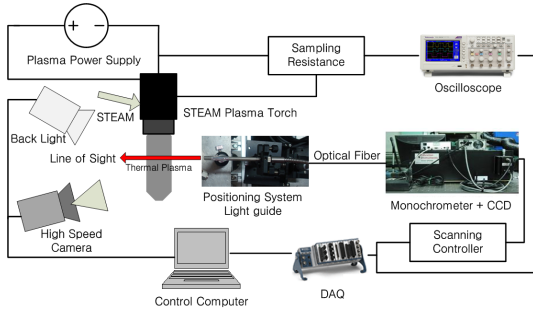 Plasma Power Supply
Sampling
Resistance
Oscilloscope
STEAM
STEAM Plasma Torch
Back Light
Line of Sight
Thermal Plasma
Optical Fiber
Positioning System
Light guide
Monochrometer + CCD
High Speed
Camera
Scanning
Controller
Control Computer
DAQ